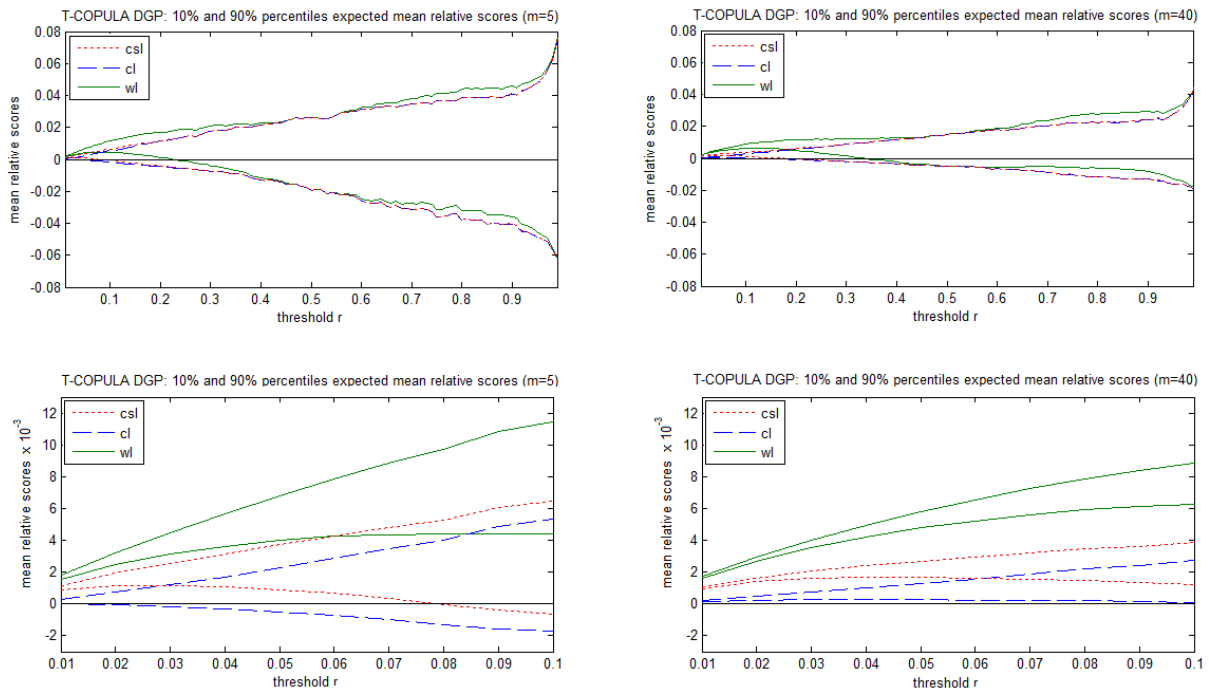 T-COPULA DGP: 10% and 90% percentiles expected mean relative scores (m=5)
csl
cl
wl
mean relative scores
0.08
0.06
0.04
0.02
0
-0.02
-0.04
-0.06
-0.08
0.1 0.2 0.3 0.4 0.5 0.6 0.7 0.8 0.9
threshold r
T-COPULA DGP: 10% and 90% percentiles expected mean relative scores (m=40)
csl
cl
wl
mean relative scores
0.08
0.06
0.04
0.02
0
-0.02
-0.04
-0.06
-0.08
0.1 0.2 0.3 0.4 0.5 0.6 0.7 0.8 0.9
threshold r
T-COPULA DGP: 10% and 90% percentiles expected mean relative scores (m=5)
csl
cl
wl
mean relative scores x 10-3
12
10
8
6
4
2
0
-2
0.01 0.02 0.03 0.04 0.05 0.06 0.07 0.08 0.09 0.1
threshold r
T-COPULA DGP: 10% and 90% percentiles expected mean relative scores (m=40)
csl
cl
wl
mean relative scores x 10-3
12
10
8
6
4
2
0
-2
0.01 0.02 0.03 0.04 0.05 0.06 0.07 0.08 0.09 0.1
threshold r